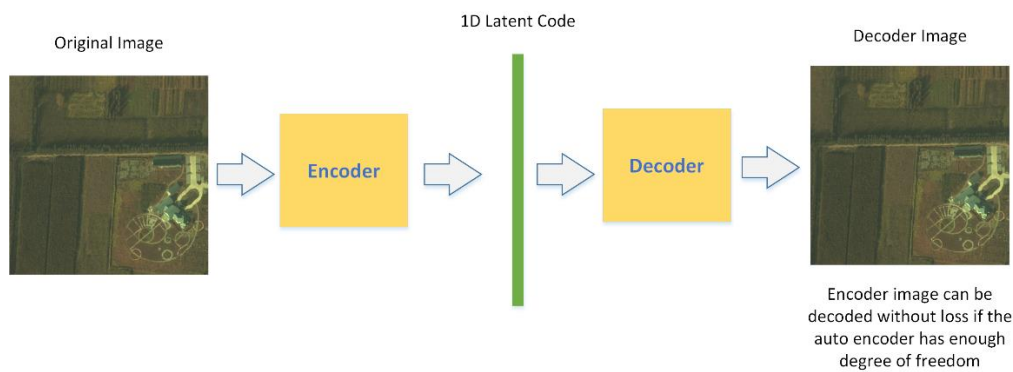 1D Latent Code
Original Image
Decoder Image
Encoder
Decoder
Encoder image can be
decoded without loss if the
auto encoder has enough
degree of freedom